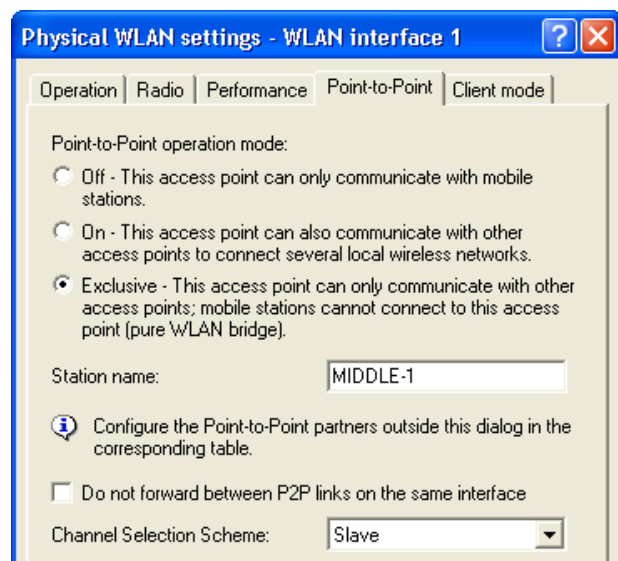 Physical WLAN settings - WLAN interface 1
Operation Radio Performance Point-to-Point Client mode
Point-to-Point operation mode:
Off - This access point can only communicate with mobile
stations.
On - This access point can also communicate with other
access points to connect several local wireless networks.
Exclusive - This access point can only communicate with other
access points; mobile stations cannot connect to this access
point (pure WLAN bridge).
Station name: MIDDLE-1
Configure the Point-to-Point partners outside this dialog in the
corresponding table.
Do not forward between P2P links on the same interface
Channel Selection Scheme: Slave